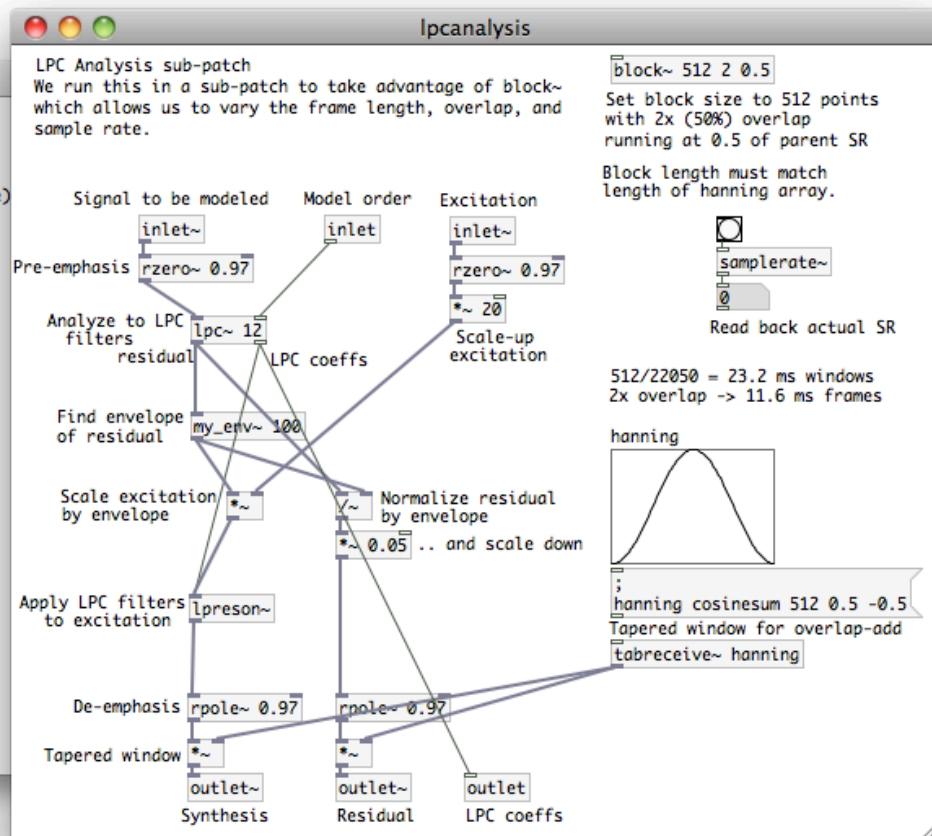 lpcanalysis
LPC Analysis sub-patch
We run this in a sub-patch to take advantage of block~
which allows us to vary the frame length, overlap, and
sample rate.
block~ 512 2 0.5
Set block size to 512 points
with 2x (50%) overlap
running at 0.5 of parent SR
Block length must match
length of hanning array.
Signal to be modeled
Model order
Excitation
inlet~
inlet
inlet~
Pre-emphasis
rzero~ 0.97
rzero~ 0.97
*~ 20
Scale-up
excitation
samplerate~
0
Read back actual SR
Analyze to LPC
filters
residual
lpc~ 12
LPC coeffs
512/22050 = 23.2 ms windows
2x overlap -> 11.6 ms frames
Find envelope
of residual
my_env~ 100
hanning
Scale excitation
by envelope
*~
/~
Normalize residual
by envelope
*~ 0.05
.. and scale down
;
hanning cosinesum 512 0.5 -0.5
Tapered window for overlap-add
tabreceive~ hanning
Apply LPC filters
to excitation
lpreson~
De-emphasis
rpole~ 0.97
rpole~ 0.97
Tapered window
*~
*~
outlet~
outlet~
outlet
Synthesis
Residual
LPC coeffs